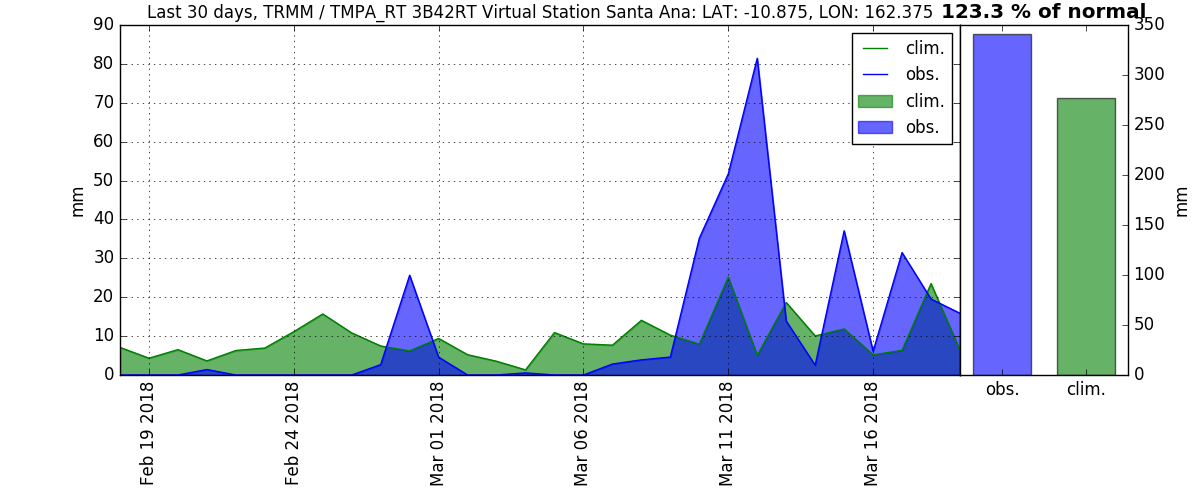 Last 30 days, TRMM / TMPA_RT 3B42RT Virtual Station Santa Ana: LAT: -10.875, LON: 162.375
123.3 % of normal
90
80
70
60
50
40
30
20
10
0
mm
clim.
obs.
clim.
obs.
350
300
250
200
150
100
50
0
mm
obs.
clim.
Feb 19 2018
Feb 24 2018
Mar 01 2018
Mar 06 2018
Mar 11 2018
Mar 16 2018